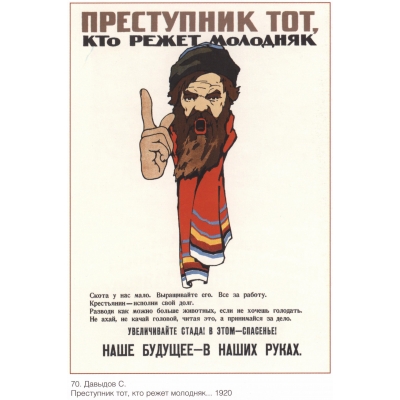 ПРЕСТУПНИК ТОТ,
КТО РЕЖЕТ МОЛОДНЯК
Скота у нас мало. Выращивайте его. Все за работу.
Крестьянин—исполни свой долг.
Разводи как можно больше животных, если не хочешь голодать.
Не ахай, не качай головой, читая это, а принимайся за дело.
УВЕЛИЧИВАЙТЕ СТАДА! В ЭТОМ—СПАСЕНЬЕ!
НАШЕ БУДУЩЕЕ—В НАШИХ РУКАХ.
70. Давыдов С.
Преступник тот, кто режет молодняк... 1920